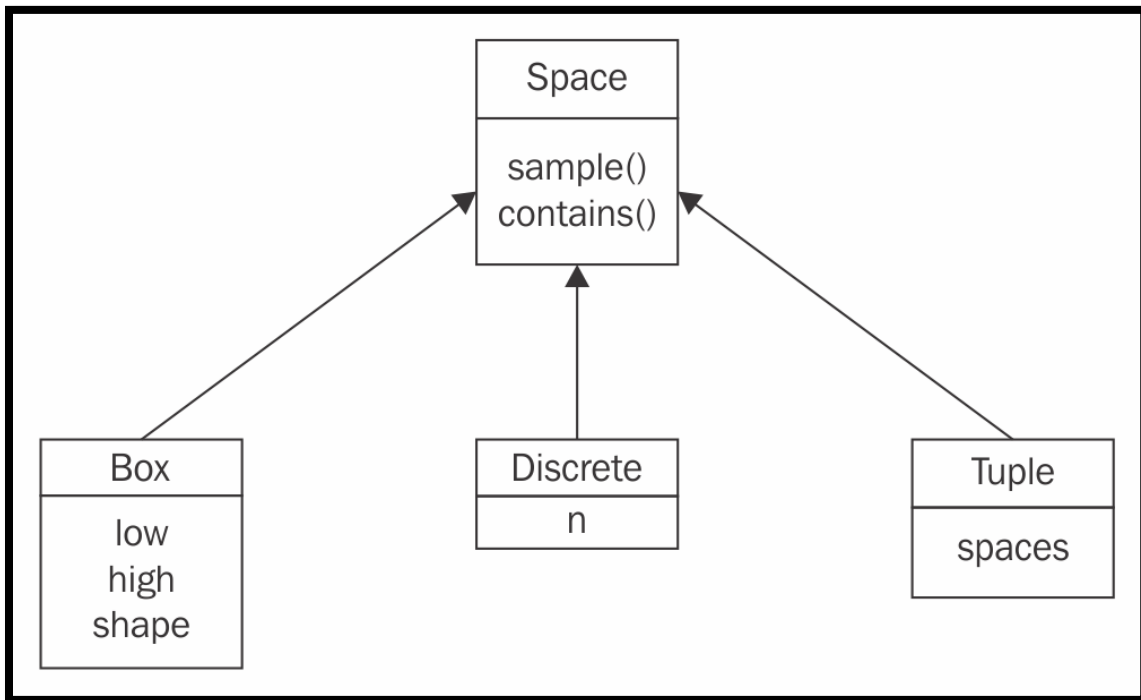 Space
sample()
contains()
Box
low
high
shape
Discrete
n
Tuple
spaces